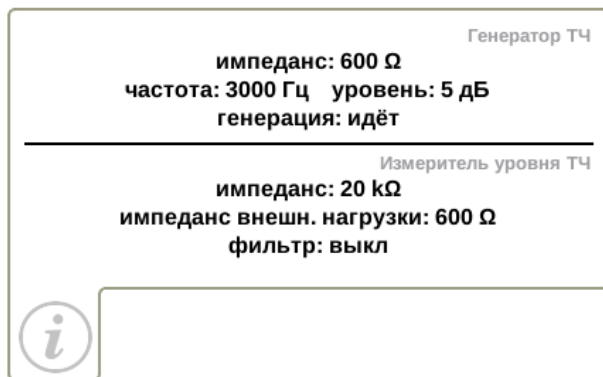 Генератор ТЧ
импеданс: 600 Ω
частота: 3000 Гц уровень: 5 дБ
генерация: идёт
Измеритель уровня ТЧ
импеданс: 20 kΩ
импеданс внешн. нагрузки: 600 Ω
фильтр: выкл
i